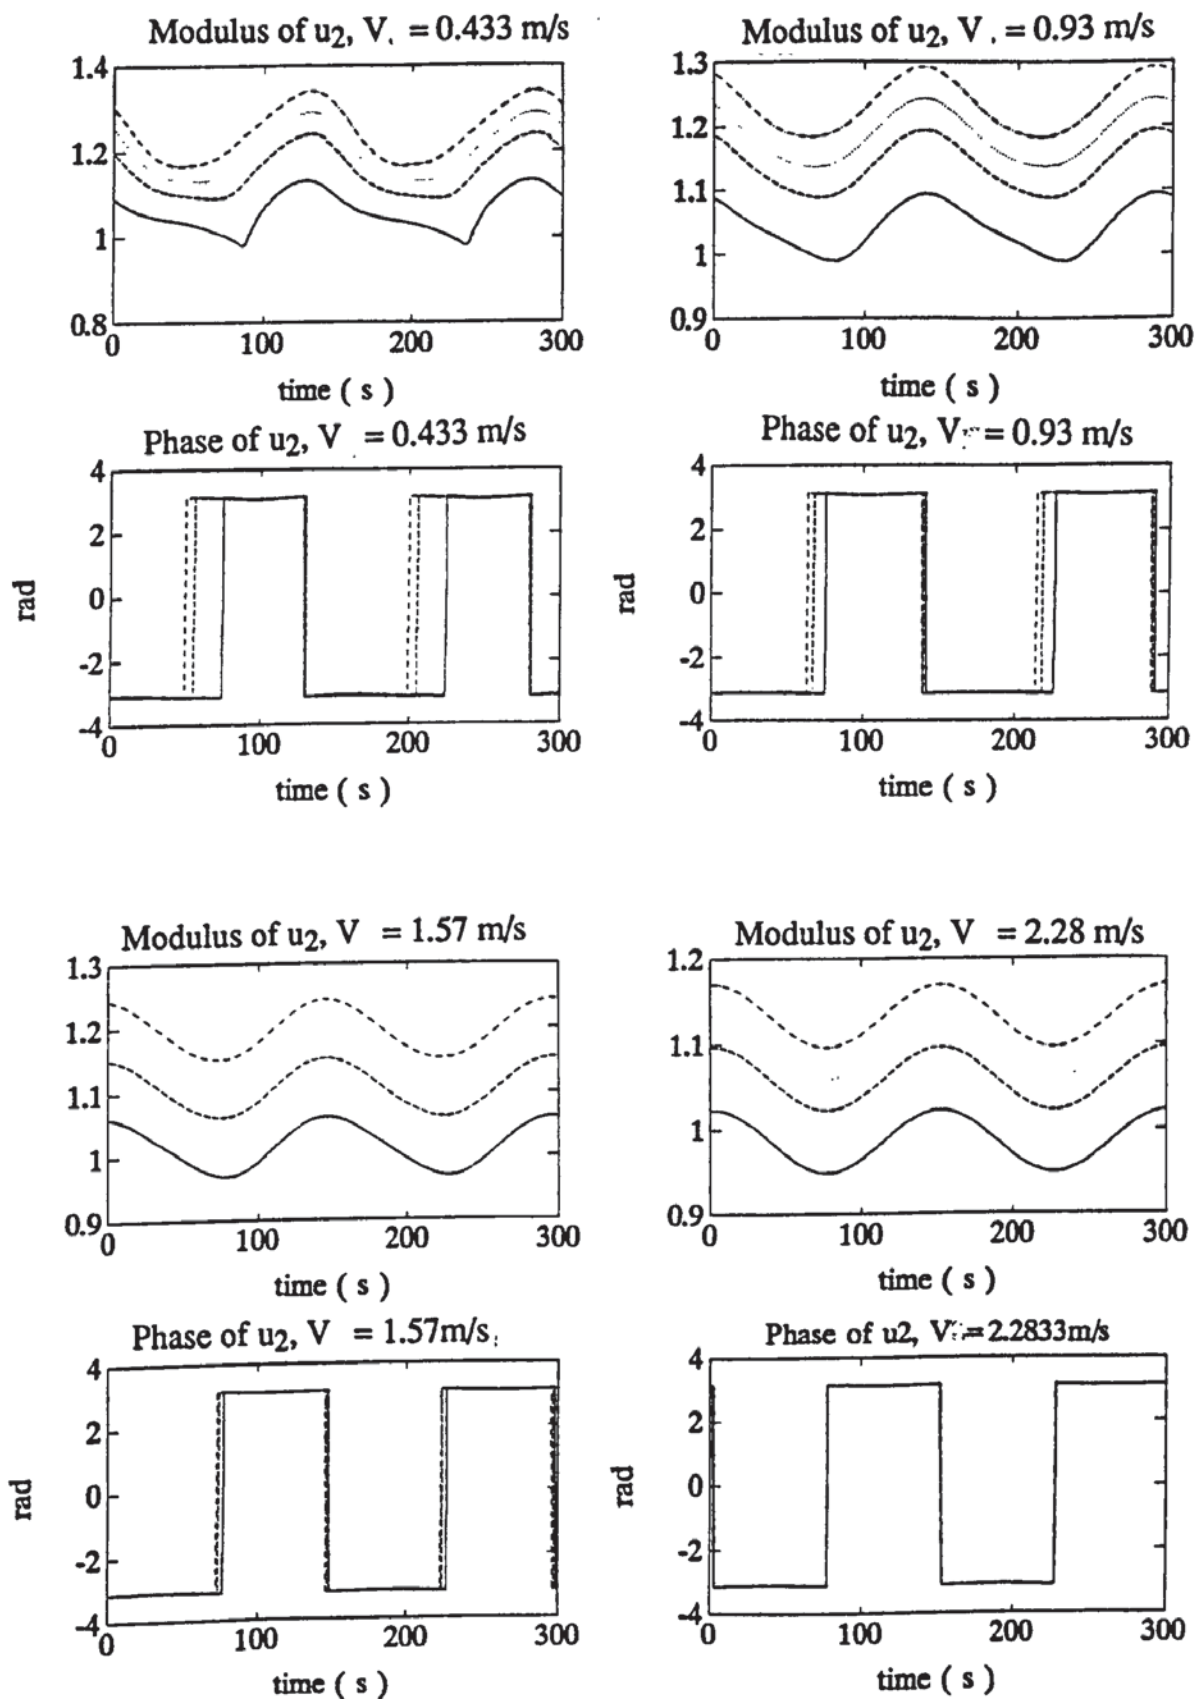 Modulus of u2, V. = 0.433 m/s
1.4
1.2
1
0.8
0 100 200 300
time ( s )
Modulus of u2, V . = 0.93 m/s
1.3
1.2
1.1
1
0.9
0 100 200 300
time ( s )
Phase of u2, V = 0.433 m/s
4
2
0
-2
-4
rad
0 100 200 300
time ( s )
Phase of u2, V = 0.93 m/s
4
2
0
-2
-4
rad
0 100 200 300
time ( s )
Modulus of u2, V = 1.57 m/s
1.3
1.2
1.1
1
0.9
0 100 200 300
time ( s )
Modulus of u2, V = 2.28 m/s
1.2
1.1
1
0.9
0 100 200 300
time ( s )
Phase of u2, V = 1.57m/s
4
2
0
-2
-4
rad
0 100 200 300
time ( s )
Phase of u2, V = 2.2833m/s
4
2
0
-2
-4
rad
0 100 200 300
time ( s )